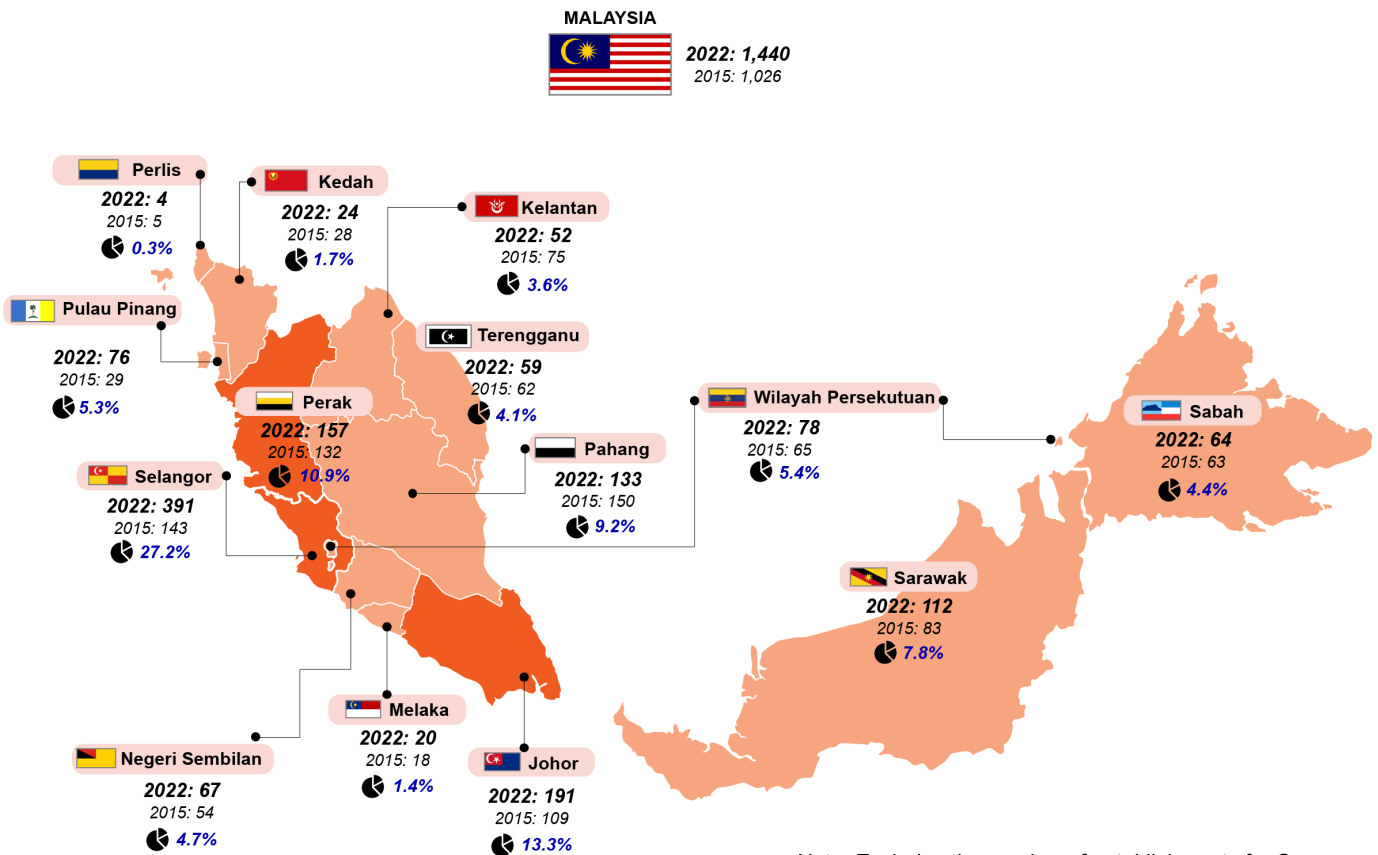 MALAYSIA
2022: 1,440
2015: 1,026
Perlis
2022: 4
2015: 5
0.3%
Kedah
2022: 24
2015: 28
1.7%
Kelantan
2022: 52
2015: 75
3.6%
Pulau Pinang
2022: 76
2015: 29
5.3%
Terengganu
2022: 59
2015: 62
4.1%
Perak
2022: 157
2015: 132
10.9%
Wilayah Persekutuan
2022: 78
2015: 65
5.4%
Sabah
2022: 64
2015: 63
4.4%
Selangor
2022: 391
2015: 143
27.2%
Pahang
2022: 133
2015: 150
9.2%
Sarawak
2022: 112
2015: 83
7.8%
Melaka
2022: 20
2015: 18
1.4%
Negeri Sembilan
2022: 67
2015: 54
4.7%
Johor
2022: 191
2015: 109
13.3%